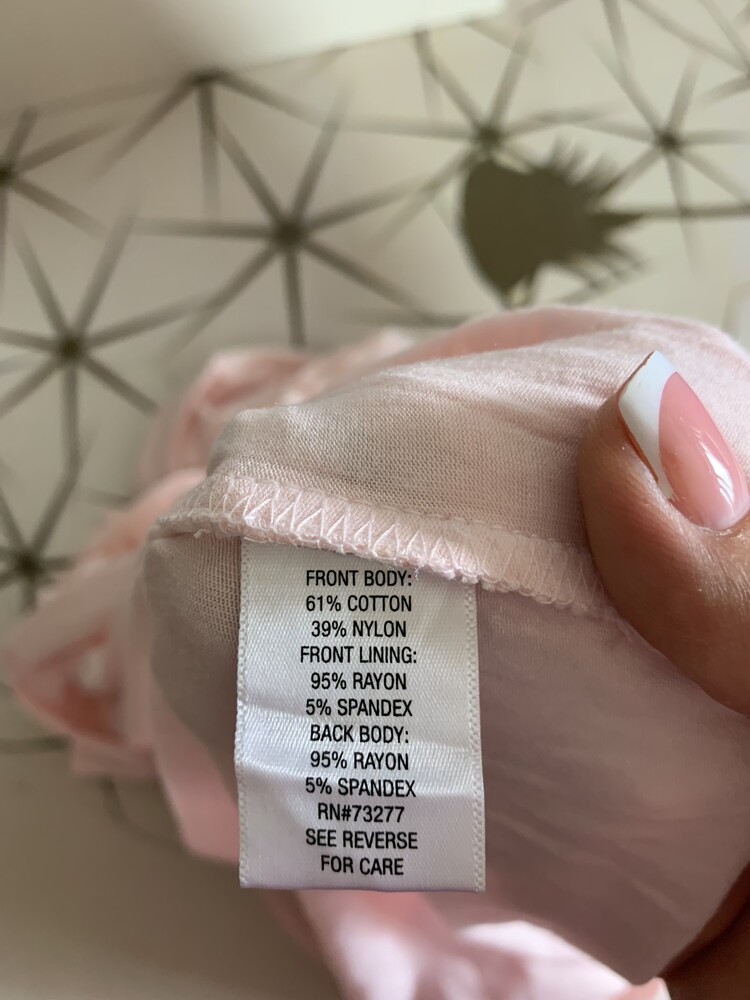 FRONT BODY:
61% COTTON
39% NYLON
FRONT LINING:
95% RAYON
5% SPANDEX
BACK BODY:
95% RAYON
5% SPANDEX
RN#73277
SEE REVERSE
FOR CARE